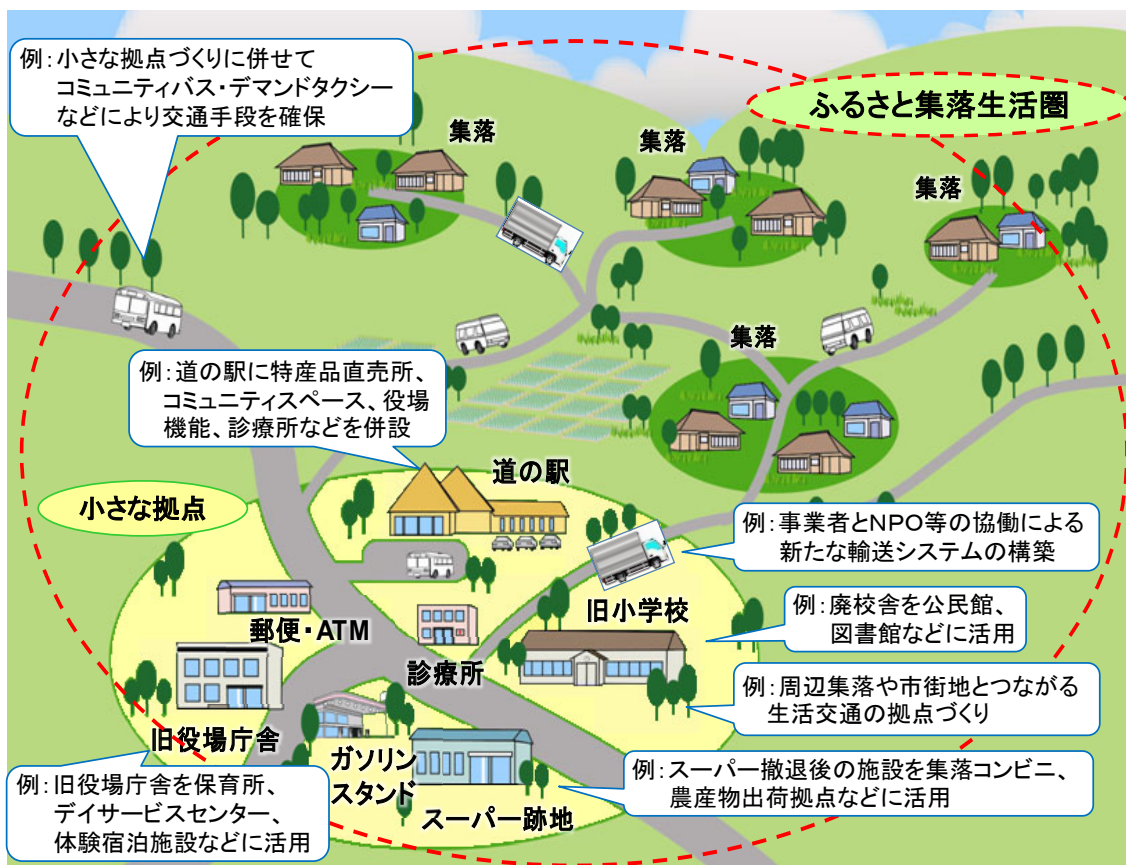 例:小さな拠点づくりに併せて
コミュニティバス・デマンドタクシー
などにより交通手段を確保
ふるさと集落生活圏
集落
集落
集落
集落
例:道の駅に特産品直売所、
コミュニティスペース、役場
機能、診療所などを併設
道の駅
小さな拠点
例:事業者とNPO等の協働による
新たな輸送システムの構築
旧小学校
例:廃校舎を公民館、
図書館などに活用
郵便・ATM
診療所
例:周辺集落や市街地とつながる
生活交通の拠点づくり
旧役場庁舎
ガソリン
スタンド
スーパー跡地
例:スーパー撤退後の施設を集落コンビニ、
農産物出荷拠点などに活用
例:旧役場庁舎を保育所、
デイサービスセンター、
体験宿泊施設などに活用